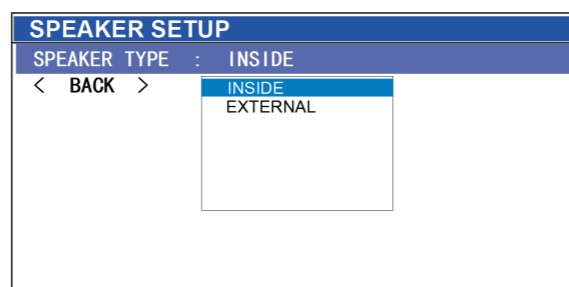 SPEAKER SETUP
SPEAKER TYPE : INSIDE
< BACK >
INSIDE
EXTERNAL